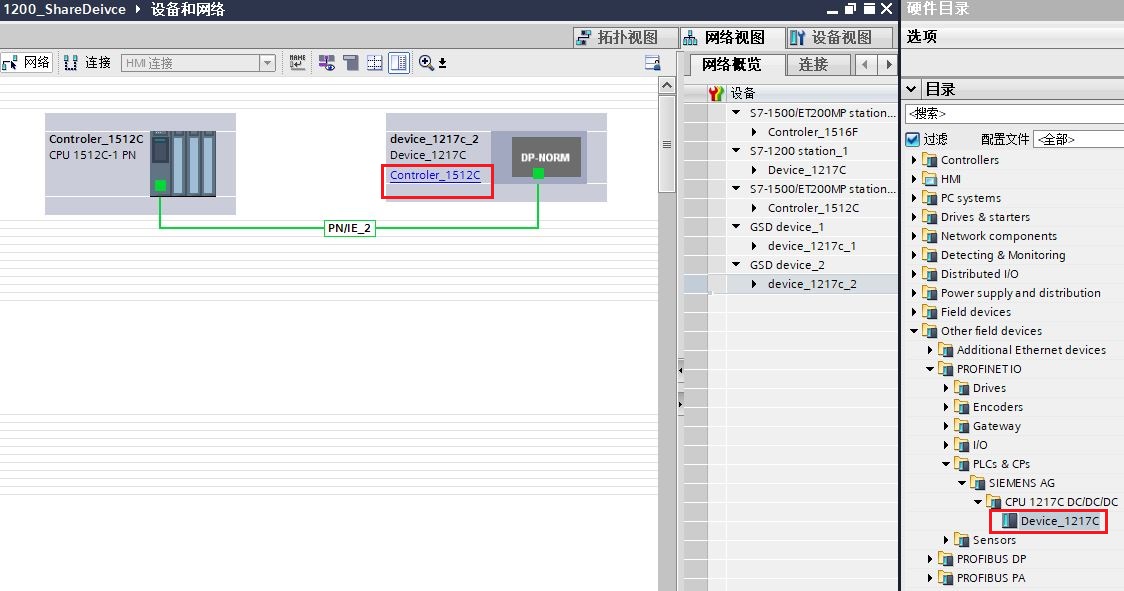 1200_ShareDeivce ▸ 设备和网络
拓扑视图 网络视图 设备视图
网络 连接 HMI 连接
Controler_1512C
CPU 1512C-1 PN
device_1217c_2
Device_1217C
Controler_1512C
DP-NORM
PN/IE_2
网络概览 连接
设备
S7-1500/ET200MP station...
Controler_1516F
S7-1200 station_1
Device_1217C
S7-1500/ET200MP station...
Controler_1512C
GSD device_1
device_1217c_1
GSD device_2
device_1217c_2
硬件目录
选项
目录
<搜索>
过滤 配置文件 <全部>
Controllers
HMI
PC systems
Drives & starters
Network components
Detecting & Monitoring
Distributed I/O
Power supply and distribution
Field devices
Other field devices
Additional Ethernet devices
PROFINET IO
Drives
Encoders
Gateway
I/O
PLCs & CPs
SIEMENS AG
CPU 1217C DC/DC/DC
Device_1217C
Sensors
PROFIBUS DP
PROFIBUS PA